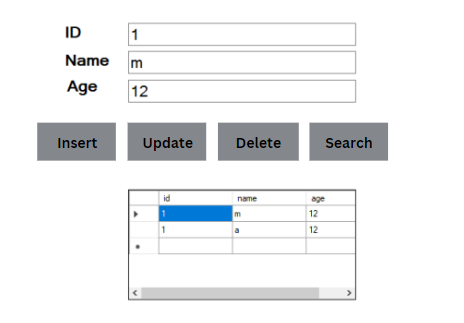 ID 1
Name m
Age 12
Insert Update Delete Search
id name age
1 m 12
1 a 12